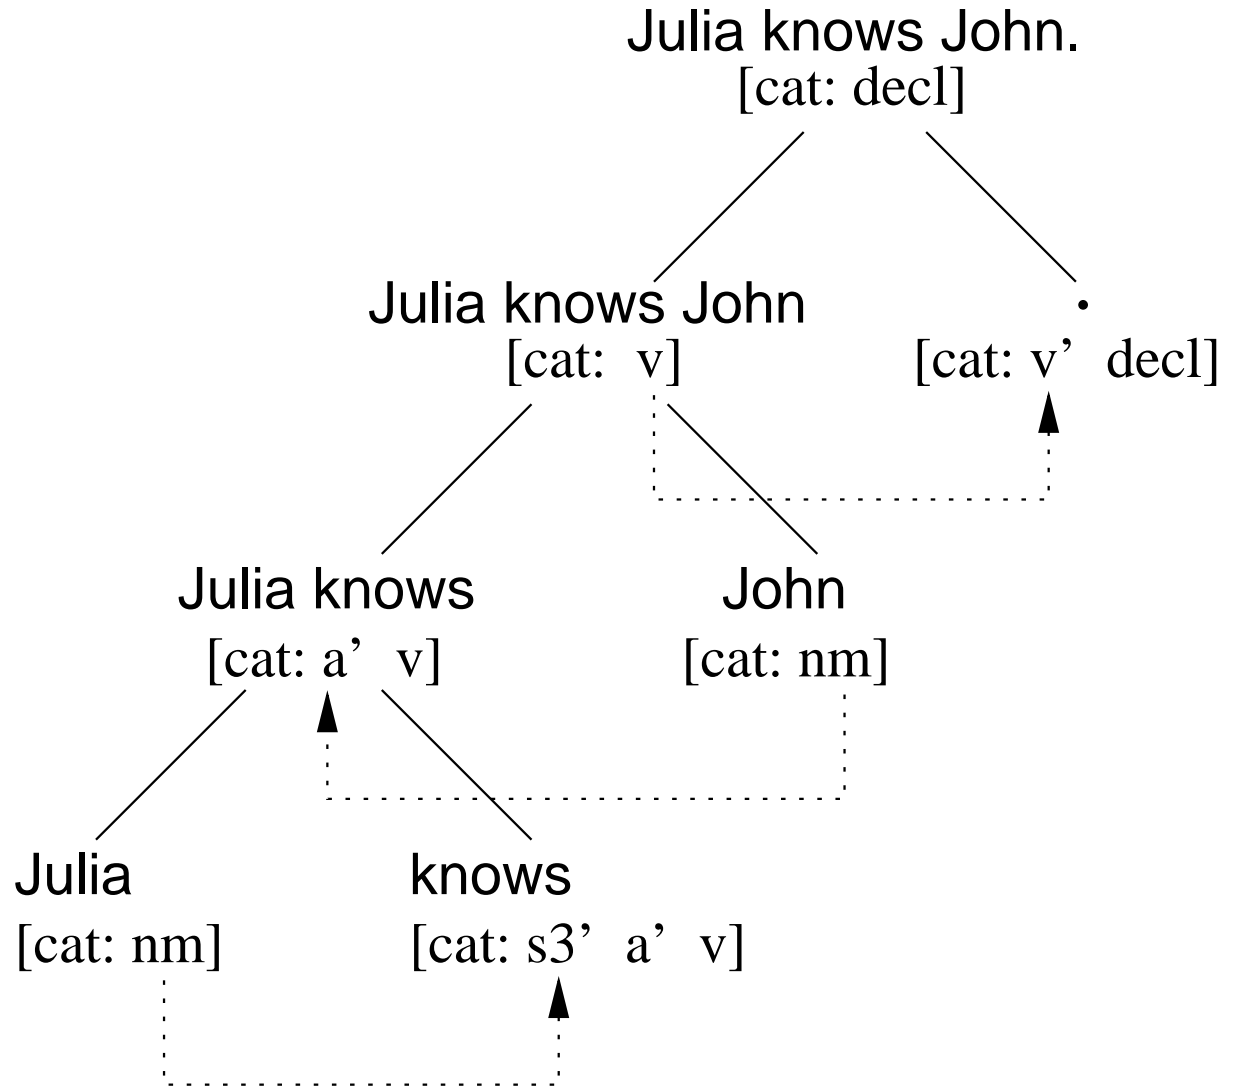 Julia knows John.
[cat: decl]
Julia knows John
.
[cat: v]
[cat: v’ decl]
Julia knows
John
[cat: a’ v]
[cat: nm]
Julia
knows
[cat: nm]
[cat: s3’ a’ v]